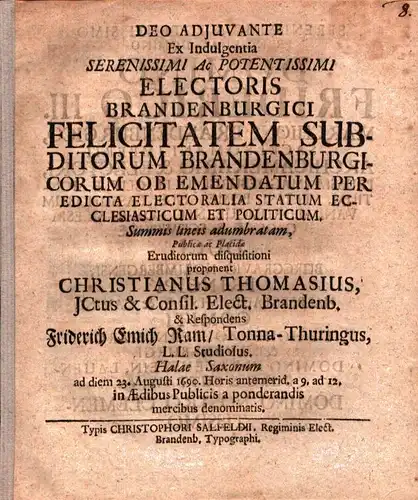 8.
DEO ADJUVANTE
Ex Indulgentia
SERENISSIMI Ac POTENTISSIMI
ELECTORIS
BRANDENBURGICI
FELICITATEM SUB-
DITORUM BRANDENBURGI-
CORUM OB EMENDATUM PER
EDICTA ELECTORALIA STATUM EC-
CLESIASTICUM ET POLITICUM,
Summis lineis adumbratam,
Publicæ ac Placidæ
Eruditorum disquisitioni
proponent
CHRISTIANUS THOMASIUS,
JCtus & Consil. Elect. Brandenb.
& Respondens
Friderich Emich Ram/ Tonna-Thuringus,
L. L. Studiosus.
Halae Saxonum
ad diem 23. Augusti 1690. Horis antemerid. a 9. ad 12.
in Ædibus Publicis a ponderandis
mercibus denominatis.
Typis CHRISTOPHORI SALFELDII, Regiminis Elect.
Brandenb. Typographi.